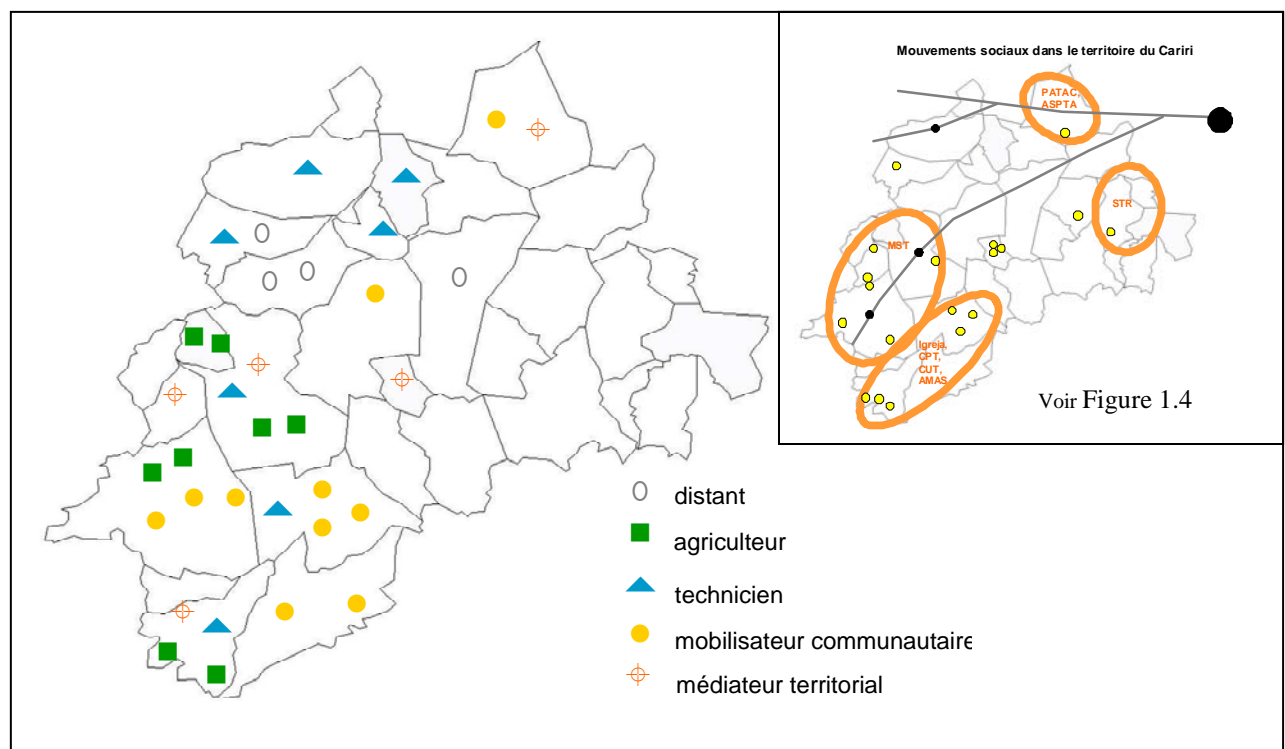 Mouvements sociaux dans le territoire du Cariri
PATAC,
ASPTA
STR
MST
Igreja,
CPT,
CUT,
AMAS
Voir Figure 1.4
distant
agriculteur
technicien
mobilisateur communautaire
médiateur territorial